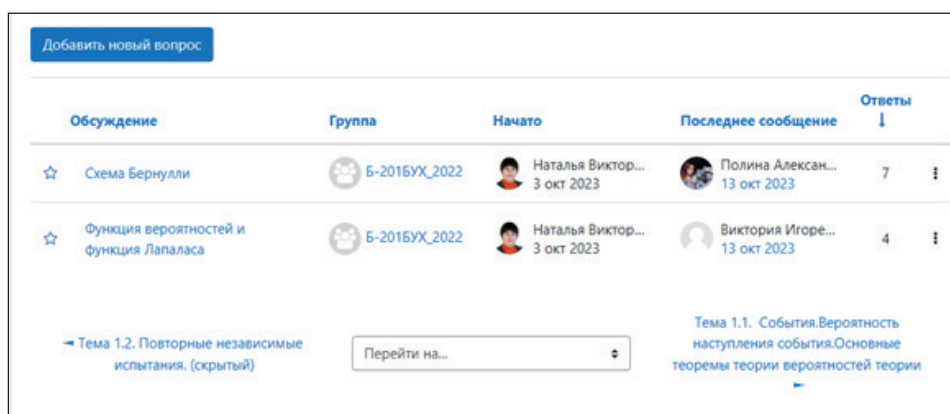 Добавить новый вопрос
Обсуждение Группа Начато Последнее сообщение Ответы ↓
Схема Бернулли Б-201БУХ_2022 Наталья Виктор... 3 окт 2023 Полина Алексан... 13 окт 2023 7
Функция вероятностей и
функция Лапаласа
Б-201БУХ_2022 Наталья Виктор... 3 окт 2023 Виктория Игоре... 13 окт 2023 4
◄ Тема 1.2. Повторные независимые
испытания. (скрытый)
Перейти на...
Тема 1.1. События.Вероятность
наступления события.Основные
теоремы теории вероятностей теории
►